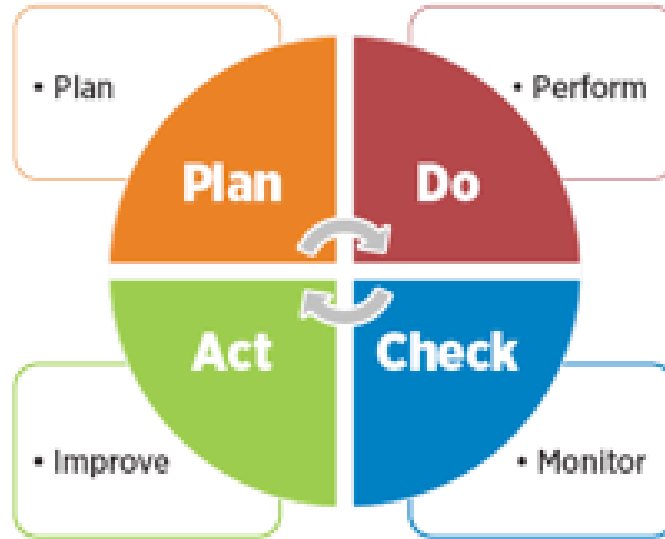 • Plan
• Perform
Plan
Do
Act
Check
• Improve
• Monitor